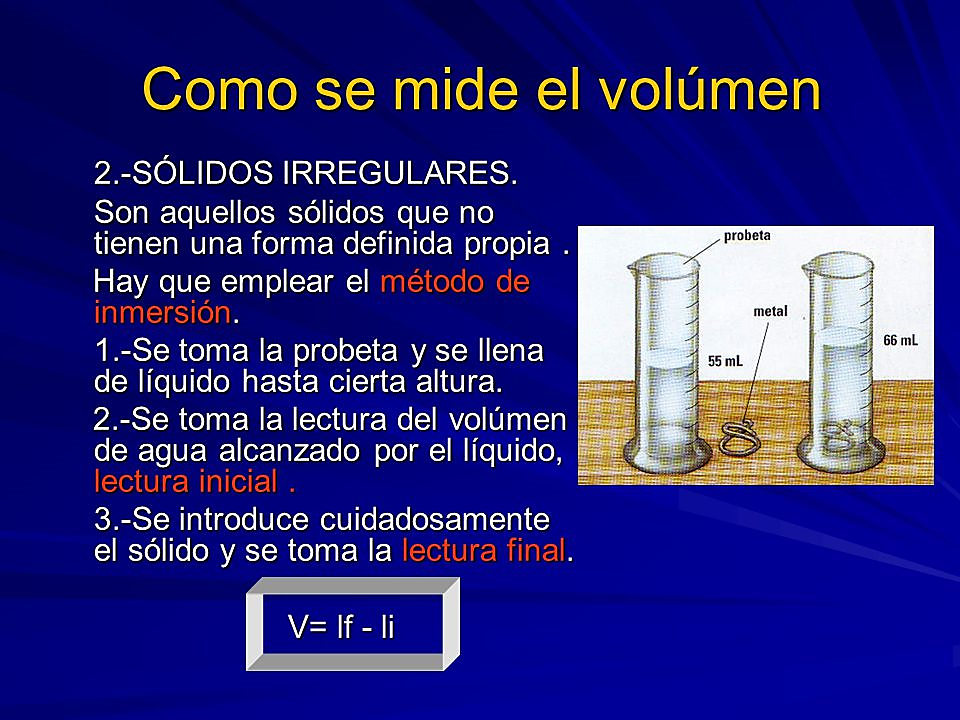 Como se mide el volúmen
2.-SÓLIDOS IRREGULARES.
Son aquellos sólidos que no
tienen una forma definida propia .
Hay que emplear el método de
inmersión.
1.-Se toma la probeta y se llena
de líquido hasta cierta altura.
2.-Se toma la lectura del volúmen
de agua alcanzado por el líquido,
lectura inicial .
3.-Se introduce cuidadosamente
el sólido y se toma la lectura final.
V= lf - li
probeta
metal
55 mL
66 mL